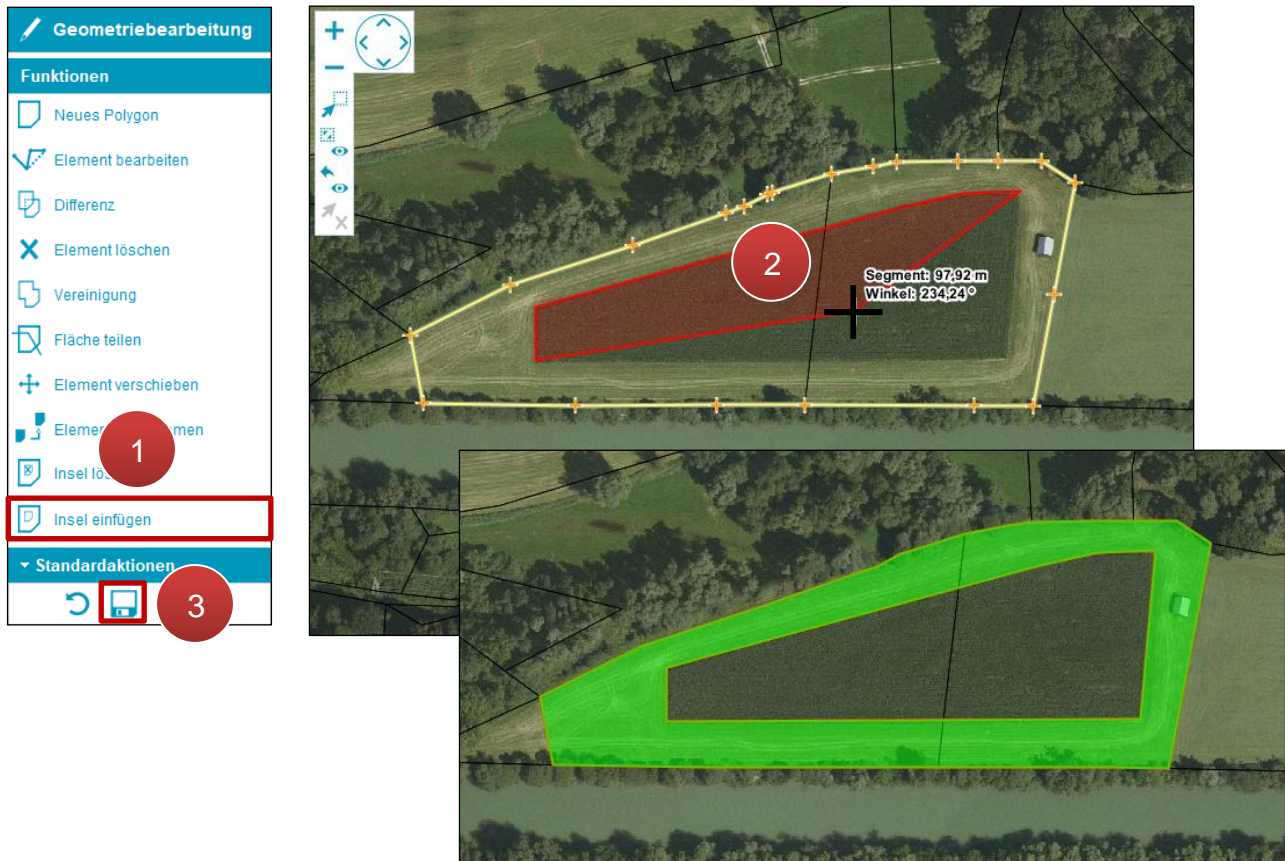 Geometriebearbeitung
Funktionen
Neues Polygon
Element bearbeiten
Differenz
Element löschen
Vereinigung
Fläche teilen
Element verschieben
1
Insel einfügen
Standardaktionen
3
2
Segment: 97,92 m
Winkel: 234,24 °